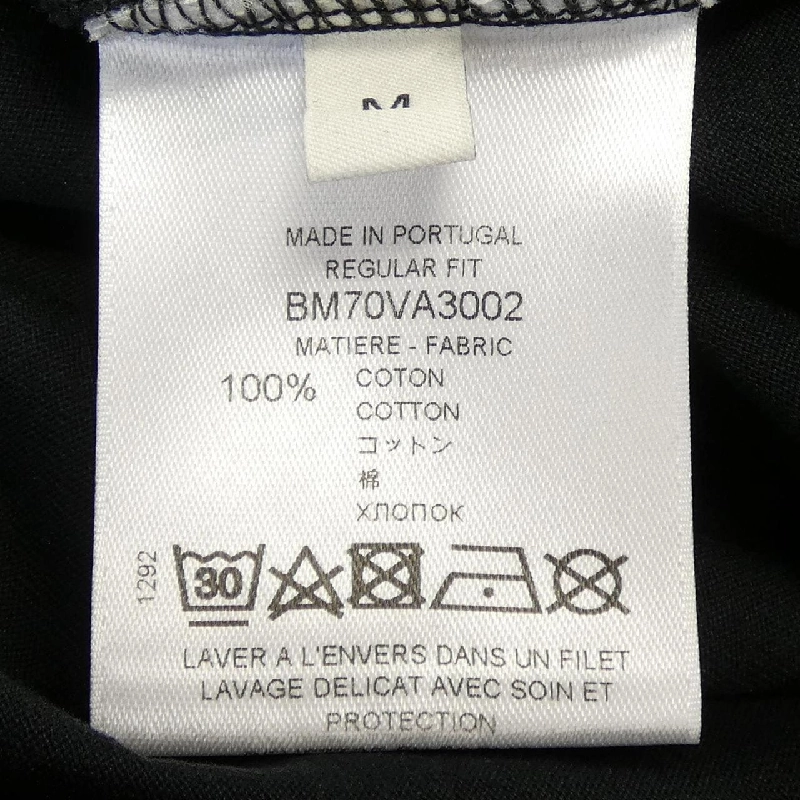 M
MADE IN PORTUGAL
REGULAR FIT
BM70VA3002
MATIERE - FABRIC
100% COTON
COTTON
コットン
棉
ХЛОПОК
1292
30
LAVER A L'ENVERS DANS UN FILET
LAVAGE DELICAT AVEC SOIN ET
PROTECTION